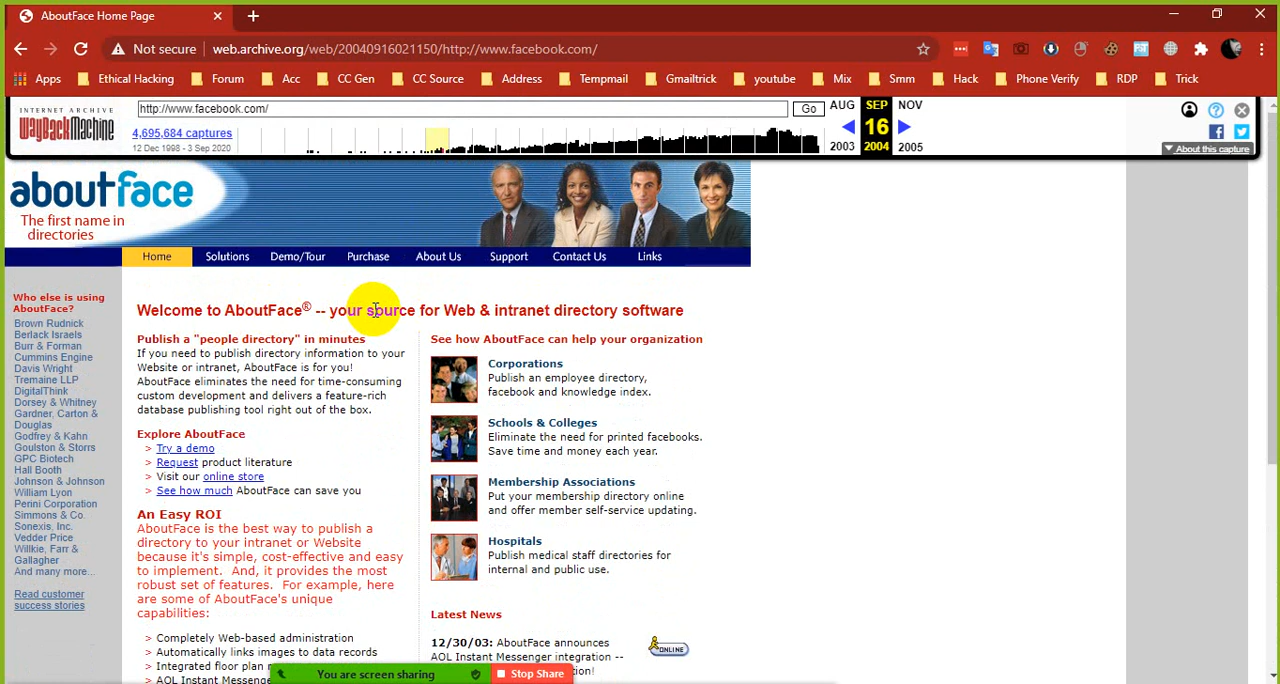 AboutFace Home Page
Not secure web.archive.org/web/20040916021150/http://www.facebook.com/
Apps Ethical Hacking Forum Acc CC Gen CC Source Address Tempmail Gmailtrick youtube Mix Smm Hack Phone Verify RDP Trick
INTERNET ARCHIVE
WayBackMachine
http://www.facebook.com/ Go
4,695,684 captures
12 Dec 1998 - 3 Sep 2020
AUG SEP NOV
16
2003 2004 2005
About this capture
aboutface
The first name in
directories
Home Solutions Demo/Tour Purchase About Us Support Contact Us Links
Who else is using
AboutFace?
Brown Rudnick
Berlack Israels
Burr & Forman
Cummins Engine
Davis Wright
Tremaine LLP
DigitalThink
Dorsey & Whitney
Gardner, Carton &
Douglas
Godfrey & Kahn
Goulston & Storrs
GPC Biotech
Hall Booth
Johnson & Johnson
William Lyon
Perini Corporation
Simmons & Co.
Sonexis, Inc.
Vedder Price
Willkie, Farr &
Gallagher
And many more...
Read customer
success stories
Welcome to AboutFace® -- your source for Web & intranet directory software
Publish a "people directory" in minutes
If you need to publish directory information to your
Website or intranet, AboutFace is for you!
AboutFace eliminates the need for time-consuming
custom development and delivers a feature-rich
database publishing tool right out of the box.
Explore AboutFace
> Try a demo
> Request product literature
> Visit our online store
> See how much AboutFace can save you
An Easy ROI
AboutFace is the best way to publish a
directory to your intranet or Website
because it's simple, cost-effective and easy
to implement. And, it provides the most
robust set of features. For example, here
are some of AboutFace's unique
capabilities:
> Completely Web-based administration
> Automatically links images to data records
> Integrated floor plan
> AOL Instant Messenger
See how AboutFace can help your organization
Corporations
Publish an employee directory,
facebook and knowledge index.
Schools & Colleges
Eliminate the need for printed facebooks.
Save time and money each year.
Membership Associations
Put your membership directory online
and offer member self-service updating.
Hospitals
Publish medical staff directories for
internal and public use.
Latest News
12/30/03: AboutFace announces
AOL Instant Messenger integration --
ONLINE
You are screen sharing Stop Share